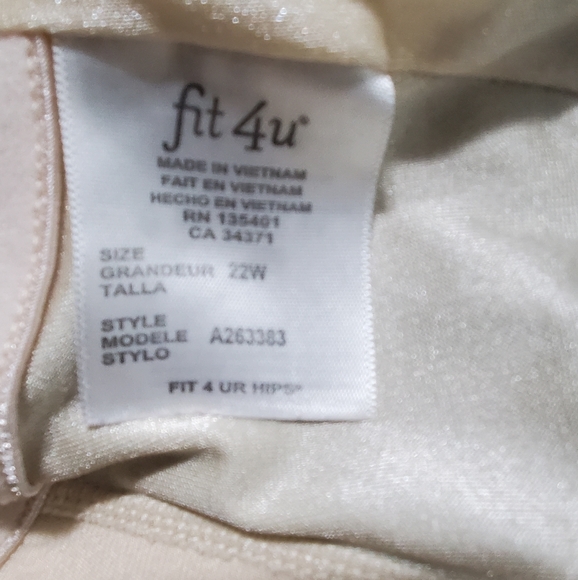 fit 4u®
MADE IN VIETNAM
FAIT EN VIETNAM
HECHO EN VIETNAM
RN 135401
CA 34371
SIZE
GRANDEUR 22W
TALLA
STYLE
MODELE A263383
STYLO
FIT 4 UR HIPS®